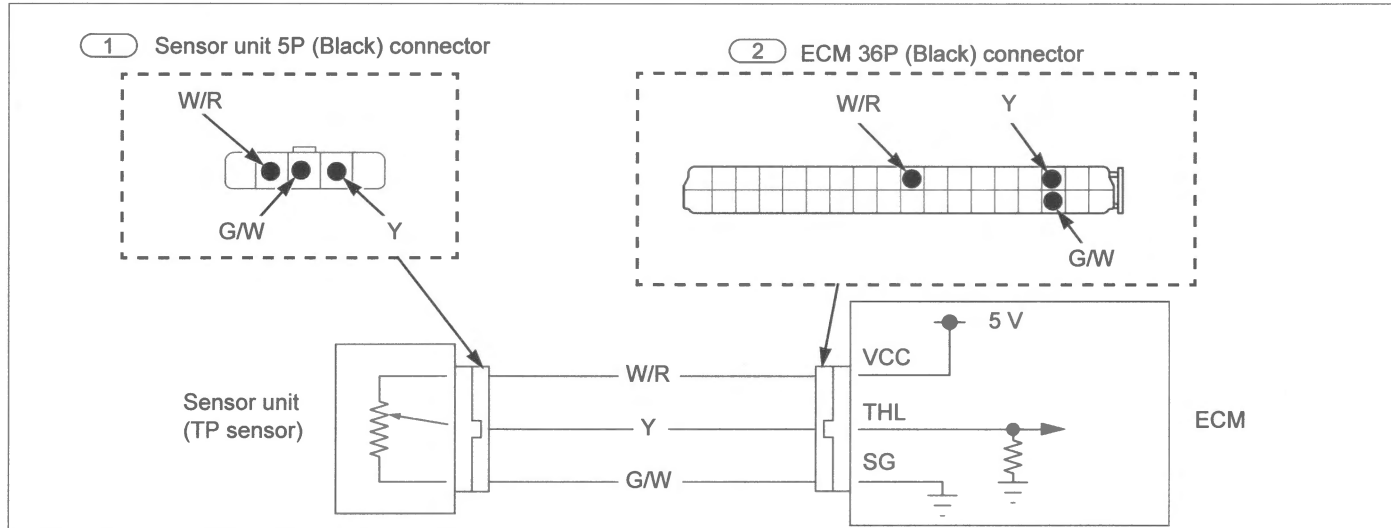 1 Sensor unit 5P (Black) connector
W/R
G/W
Y
2 ECM 36P (Black) connector
W/R
Y
G/W
Sensor unit
(TP sensor)
W/R
Y
G/W
5 V
VCC
THL
SG
ECM